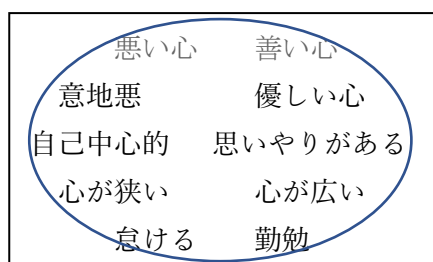 悪い心 善い心
意地悪 優しい心
自己中心的 思いやりがある
心が狭い 心が広い
怠ける 勤勉